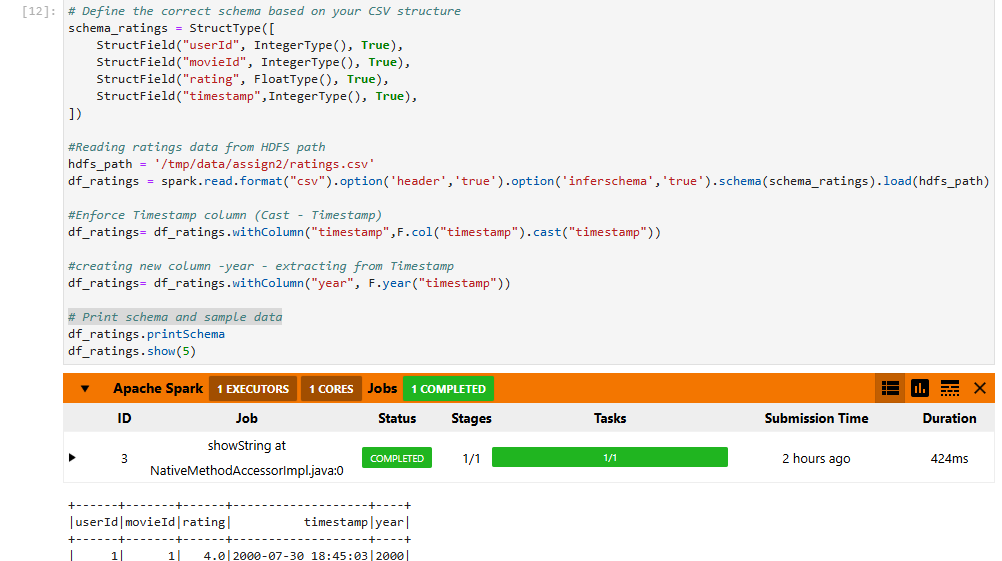 [12]: # Define the correct schema based on your CSV structure
schema_ratings = StructType([
    StructField("userId", IntegerType(), True),
    StructField("movieId", IntegerType(), True),
    StructField("rating", FloatType(), True),
    StructField("timestamp",IntegerType(), True),
])
#Reading ratings data from HDFS path
hdfs_path = '/tmp/data/assign2/ratings.csv'
df_ratings = spark.read.format("csv").option('header','true').option('inferschema','true').schema(schema_ratings).load(hdfs_path)
#Enforce Timestamp column (Cast - Timestamp)
df_ratings= df_ratings.withColumn("timestamp",F.col("timestamp").cast("timestamp"))
#creating new column -year - extracting from Timestamp
df_ratings= df_ratings.withColumn("year", F.year("timestamp"))
# Print schema and sample data
df_ratings.printSchema
df_ratings.show(5)
Apache Spark 1 EXECUTORS 1 CORES Jobs 1 COMPLETED
ID Job Status Stages Tasks Submission Time Duration
3 showString at NativeMethodAccessorImpl.java:0 COMPLETED 1/1 1/1 2 hours ago 424ms
+------+-------+------+-------------------+----+
|userId|movieId|rating|          timestamp|year|
+------+-------+------+-------------------+----+
|     1|      1|   4.0|2000-07-30 18:45:03|2000|